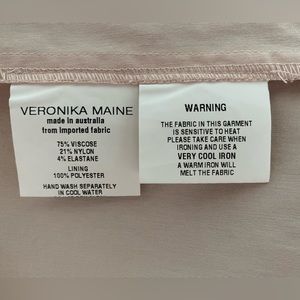 VERONIKA MAINE
made in australia
from imported fabric
75% VISCOSE
21% NYLON
4% ELASTANE
LINING
100% POLYESTER
HAND WASH SEPARATELY
IN COLD WATER
WARNING
THE FABRIC IN THIS GARMENT
IS SENSITIVE TO HEAT
PLEASE TAKE CARE WHEN
IRONING AND USE A
VERY COOL IRON
A WARM IRON WILL
MELT THE FABRIC